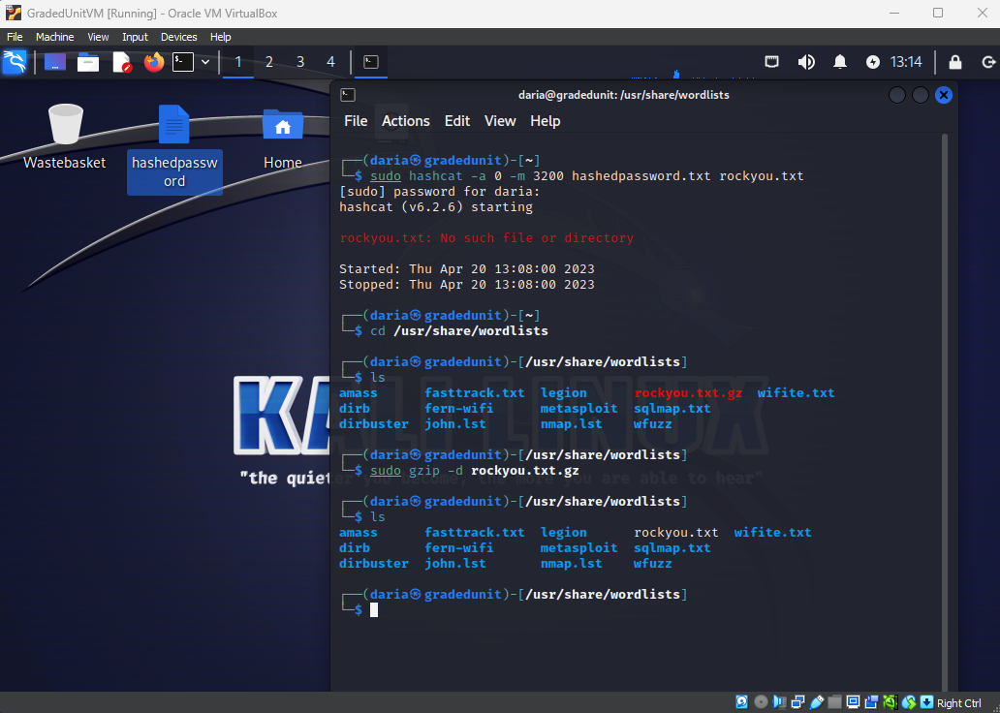 GradedUnitVM [Running] - Oracle VM VirtualBox
File Machine View Input Devices Help
1 2 3 4
13:14
daria@gradedunit: /usr/share/wordlists
File Actions Edit View Help
Wastebasket
hashedpassw
ord
Home
┌──(daria㉿gradedunit)-[~]
└─$ sudo hashcat -a 0 -m 3200 hashedpassword.txt rockyou.txt
[sudo] password for daria:
hashcat (v6.2.6) starting
rockyou.txt: No such file or directory
Started: Thu Apr 20 13:08:00 2023
Stopped: Thu Apr 20 13:08:00 2023
┌──(daria㉿gradedunit)-[~]
└─$ cd /usr/share/wordlists
┌──(daria㉿gradedunit)-[/usr/share/wordlists]
└─$ ls
amass fasttrack.txt legion rockyou.txt.gz wifite.txt
dirb fern-wifi metasploit sqlmap.txt
dirbuster john.lst nmap.lst wfuzz
┌──(daria㉿gradedunit)-[/usr/share/wordlists]
└─$ sudo gzip -d rockyou.txt.gz
┌──(daria㉿gradedunit)-[/usr/share/wordlists]
└─$ ls
amass fasttrack.txt legion rockyou.txt wifite.txt
dirb fern-wifi metasploit sqlmap.txt
dirbuster john.lst nmap.lst wfuzz
┌──(daria㉿gradedunit)-[/usr/share/wordlists]
└─$
KALI LINUX
"the quieter you become, the more you are able to hear"
Right Ctrl